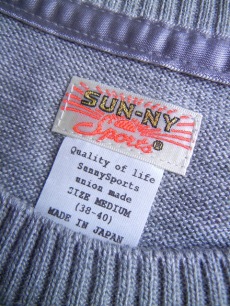 SUN-NY
Sports®
Quality of life
SunnySports
union made
SIZE MEDIUM
(38-40)
MADE IN JAPAN